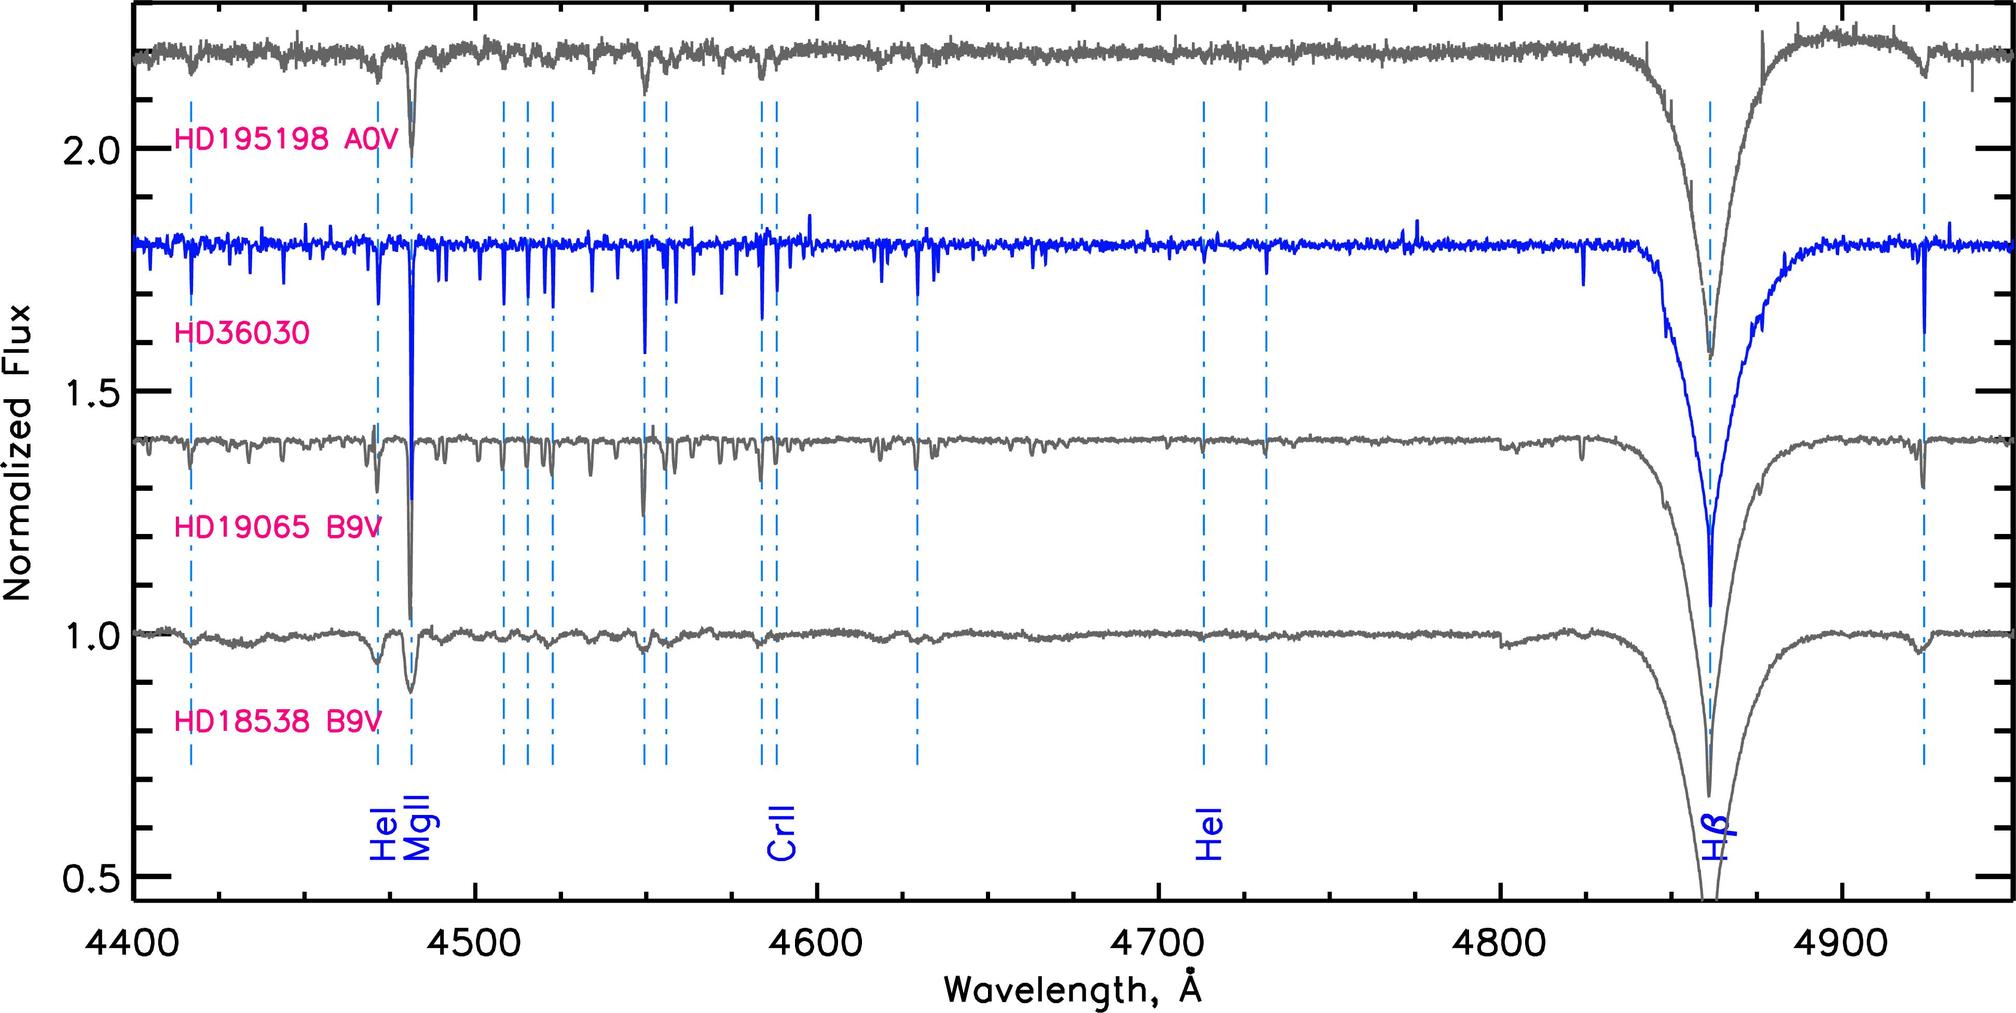 2.0
1.5
1.0
0.5
Normalized Flux
HD195198 A0V
HD36030
HD19065 B9V
HD18538 B9V
HeI
MgII
CrII
HeI
Hβ
4400 4500 4600 4700 4800 4900
Wavelength, Å